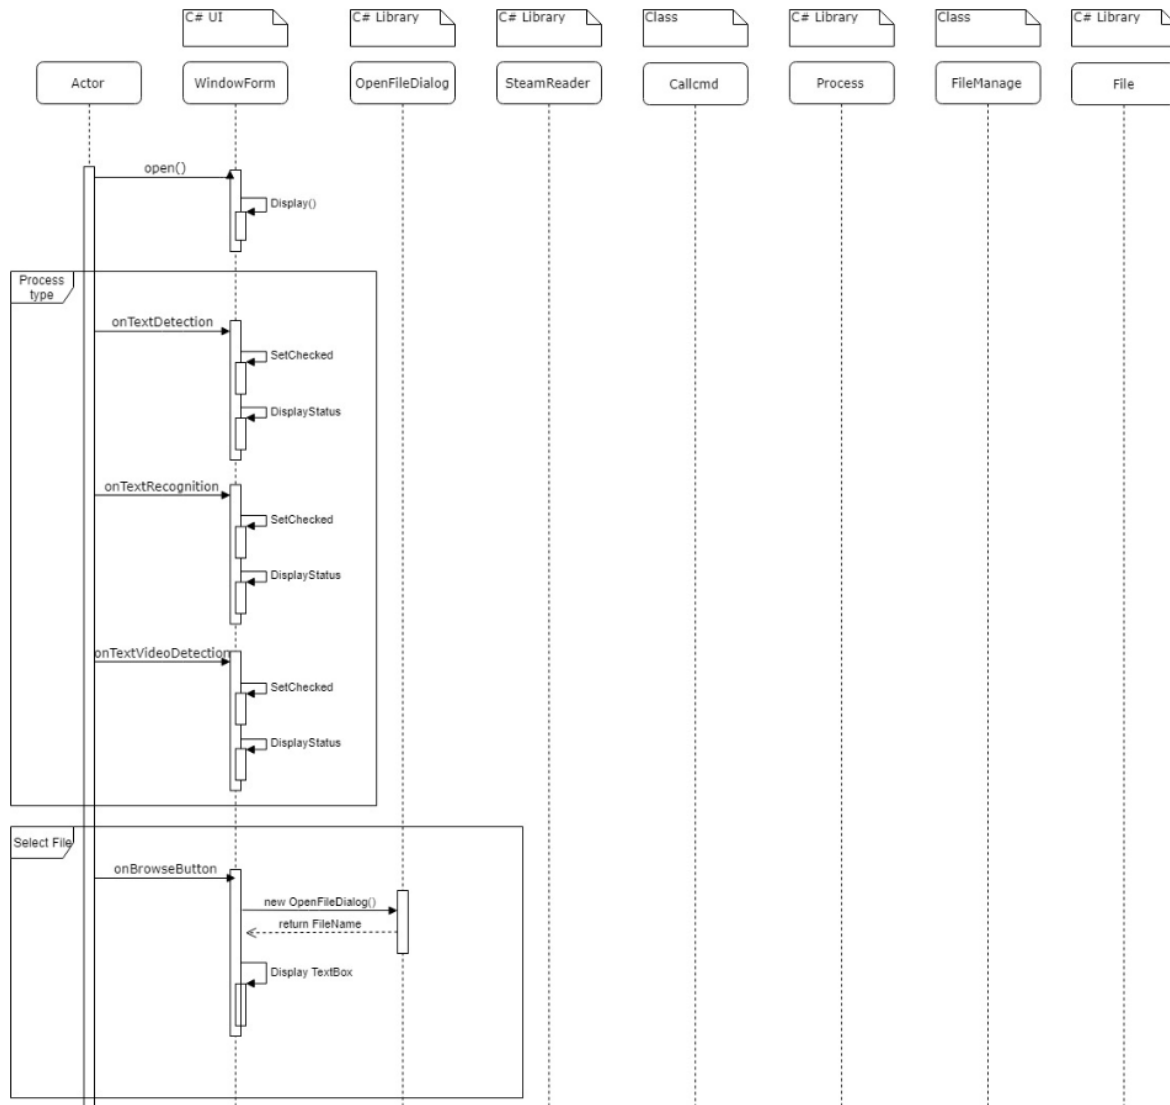 C# UI
C# Library
C# Library
Class
C# Library
Class
C# Library
Actor
WindowForm
OpenFileDialog
SteamReader
Callcmd
Process
FileManage
File
open()
Display()
Process
type
onTextDetection
SetChecked
DisplayStatus
onTextRecognition
SetChecked
DisplayStatus
onTextVideoDetection
SetChecked
DisplayStatus
Select File
onBrowseButton
new OpenFileDialog()
return FileName
Display TextBox